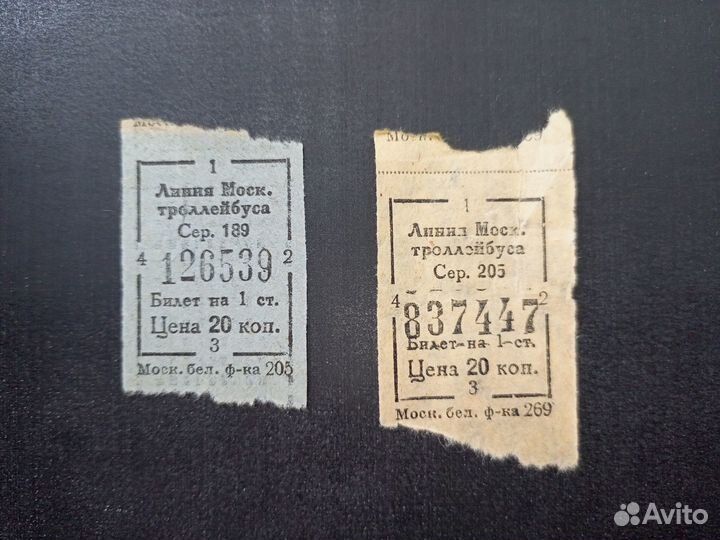 1
Линия Моск.
троллейбуса
Сер. 189
4 126539 2
Билет на 1 ст.
Цена 20 коп.
3
Моск. бел. ф-ка 205
1
Линия Моск.
троллейбуса
Сер. 205
4 837447 2
Билет на 1 ст.
Цена 20 коп.
3
Моск. бел. ф-ка 269
Avito